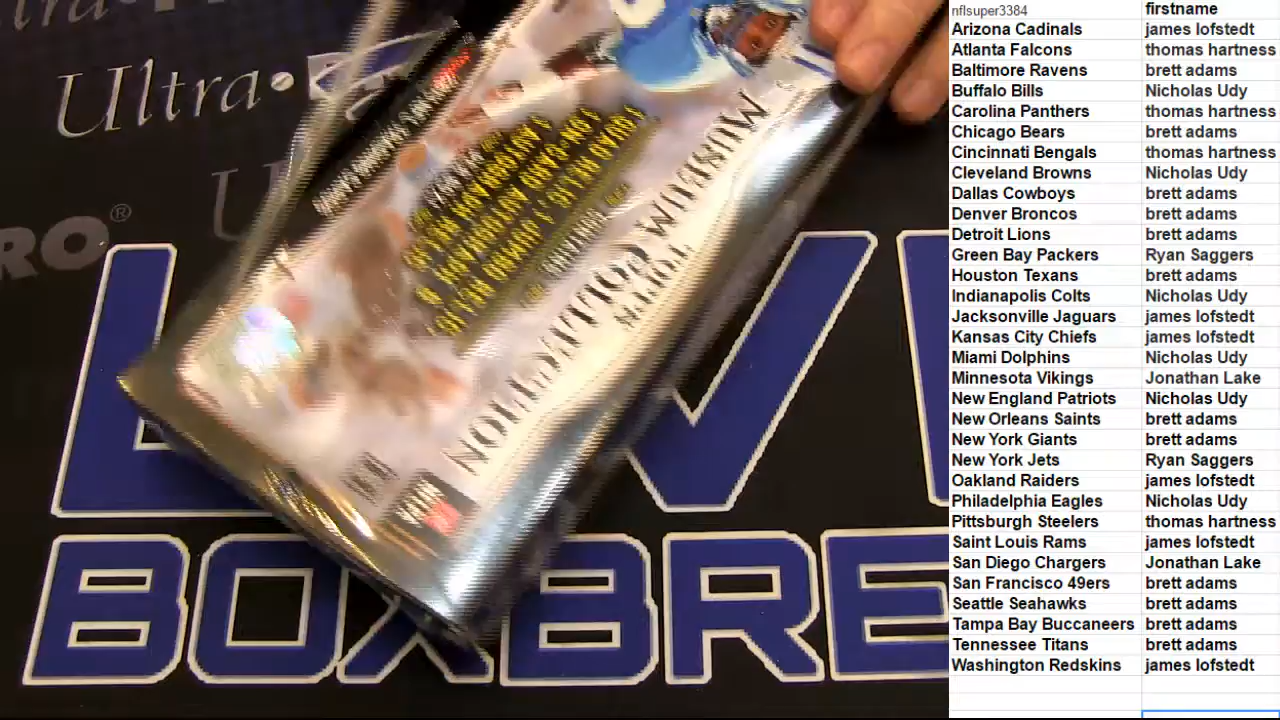 Ultra
Ultra
U
RO®
MUSEUM COLLECTION
LIVE
BOXBRE
nflsuper3384 firstname
Arizona Cadinals james lofstedt
Atlanta Falcons thomas hartness
Baltimore Ravens brett adams
Buffalo Bills Nicholas Udy
Carolina Panthers thomas hartness
Chicago Bears brett adams
Cincinnati Bengals thomas hartness
Cleveland Browns Nicholas Udy
Dallas Cowboys brett adams
Denver Broncos brett adams
Detroit Lions brett adams
Green Bay Packers Ryan Saggers
Houston Texans brett adams
Indianapolis Colts Nicholas Udy
Jacksonville Jaguars james lofstedt
Kansas City Chiefs james lofstedt
Miami Dolphins Nicholas Udy
Minnesota Vikings Jonathan Lake
New England Patriots Nicholas Udy
New Orleans Saints brett adams
New York Giants brett adams
New York Jets Ryan Saggers
Oakland Raiders james lofstedt
Philadelphia Eagles Nicholas Udy
Pittsburgh Steelers thomas hartness
Saint Louis Rams james lofstedt
San Diego Chargers Jonathan Lake
San Francisco 49ers brett adams
Seattle Seahawks brett adams
Tampa Bay Buccaneers brett adams
Tennessee Titans brett adams
Washington Redskins james lofstedt